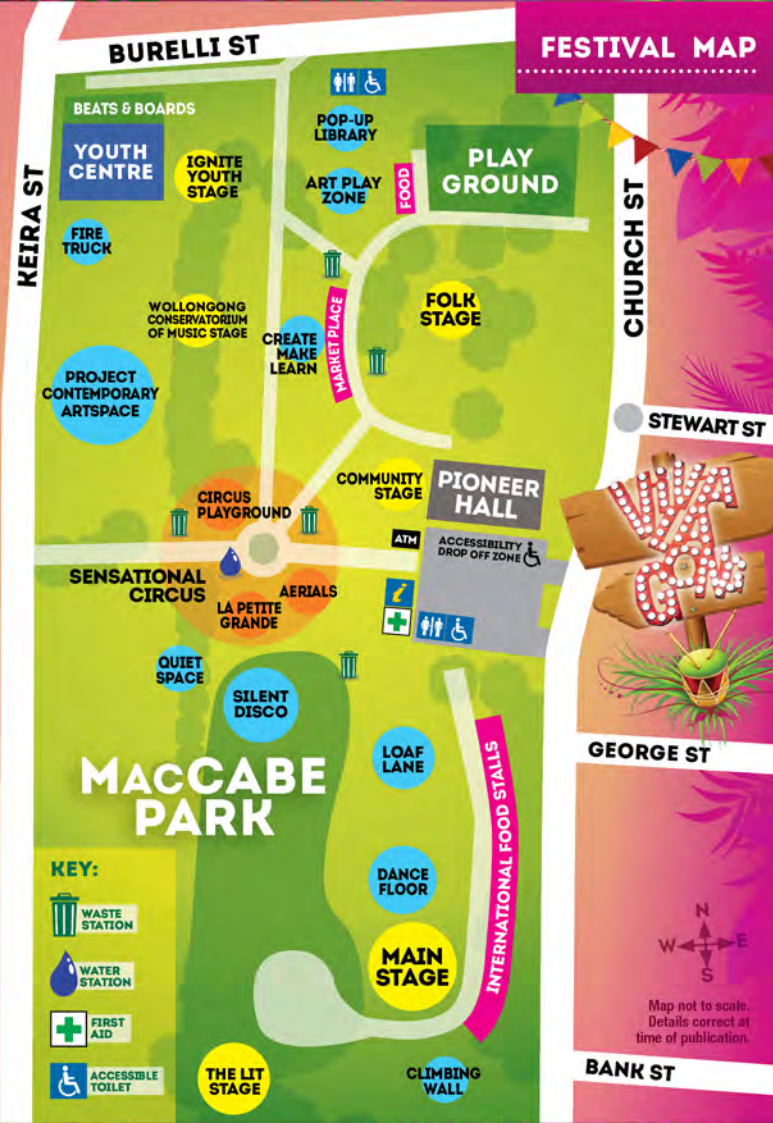 BURELLI ST
FESTIVAL MAP
BEATS & BOARDS
YOUTH
CENTRE
IGNITE
YOUTH
STAGE
POP-UP
LIBRARY
ART PLAY
ZONE
FOOD
PLAY
GROUND
KEIRA ST
CHURCH ST
FIRE
TRUCK
WOLLONGONG
CONSERVATORIUM
OF MUSIC STAGE
CREATE
MAKE
LEARN
MARKET PLACE
FOLK
STAGE
PROJECT
CONTEMPORARY
ARTSPACE
STEWART ST
VIVA
LA
GONG
COMMUNITY
STAGE
PIONEER
HALL
CIRCUS
PLAYGROUND
ATM
ACCESSIBILITY
DROP OFF ZONE
SENSATIONAL
CIRCUS
AERIALS
LA PETITE
GRANDE
i
QUIET
SPACE
SILENT
DISCO
LOAF
LANE
GEORGE ST
MACCABE
PARK
INTERNATIONAL FOOD STALLS
DANCE
FLOOR
MAIN
STAGE
KEY:
WASTE
STATION
WATER
STATION
FIRST
AID
ACCESSIBLE
TOILET
THE LIT
STAGE
CLIMBING
WALL
N
W E
S
Map not to scale.
Details correct at
time of publication.
BANK ST